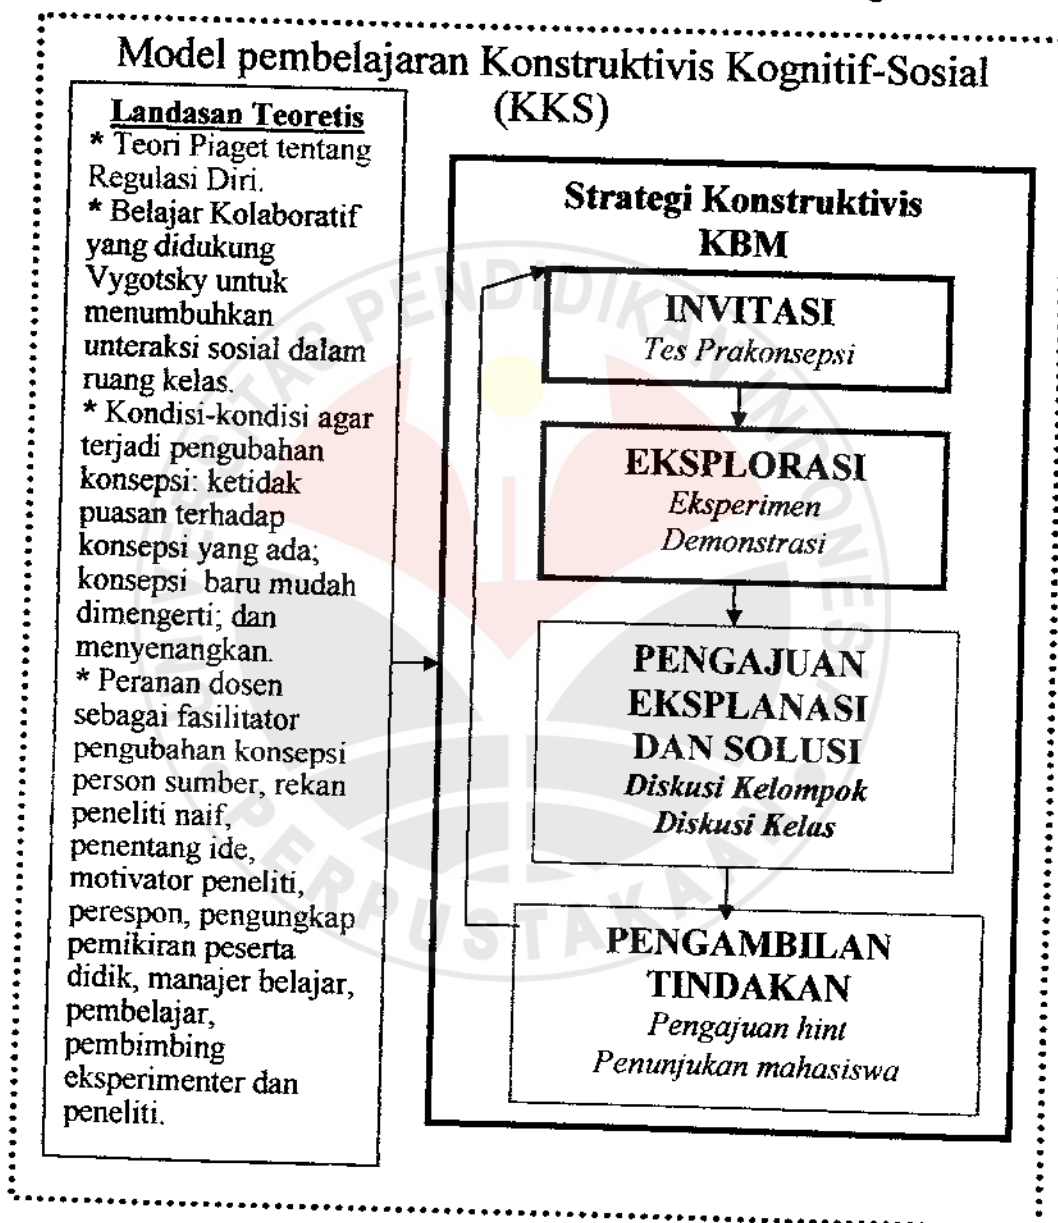 Model pembelajaran Konstruktivis Kognitif-Sosial
(KKS)
Landasan Teoretis
* Teori Piaget tentang
Regulasi Diri.
* Belajar Kolaboratif
yang didukung
Vygotsky untuk
menumbuhkan
unteraksi sosial dalam
ruang kelas.
* Kondisi-kondisi agar
terjadi pengubahan
konsepsi: ketidak
puasan terhadap
konsepsi yang ada;
konsepsi baru mudah
dimengerti; dan
menyenangkan.
* Peranan dosen
sebagai fasilitator
pengubahan konsepsi
person sumber, rekan
peneliti naif,
penentang ide,
motivator peneliti,
perespon, pengungkap
pemikiran peserta
didik, manajer belajar,
pembelajar,
pembimbing
eksperimenter dan
peneliti.
Strategi Konstruktivis
KBM
INVITASI
Tes Prakonsepsi
EKSPLORASI
Eksperimen
Demonstrasi
PENGAJUAN
EKSPLANASI
DAN SOLUSI
Diskusi Kelompok
Diskusi Kelas
PENGAMBILAN
TINDAKAN
Pengajuan hint
Penunjukan mahasiswa
UNIVERSITAS PENDIDIKAN INDONESIA
PERPUSTAKAAN